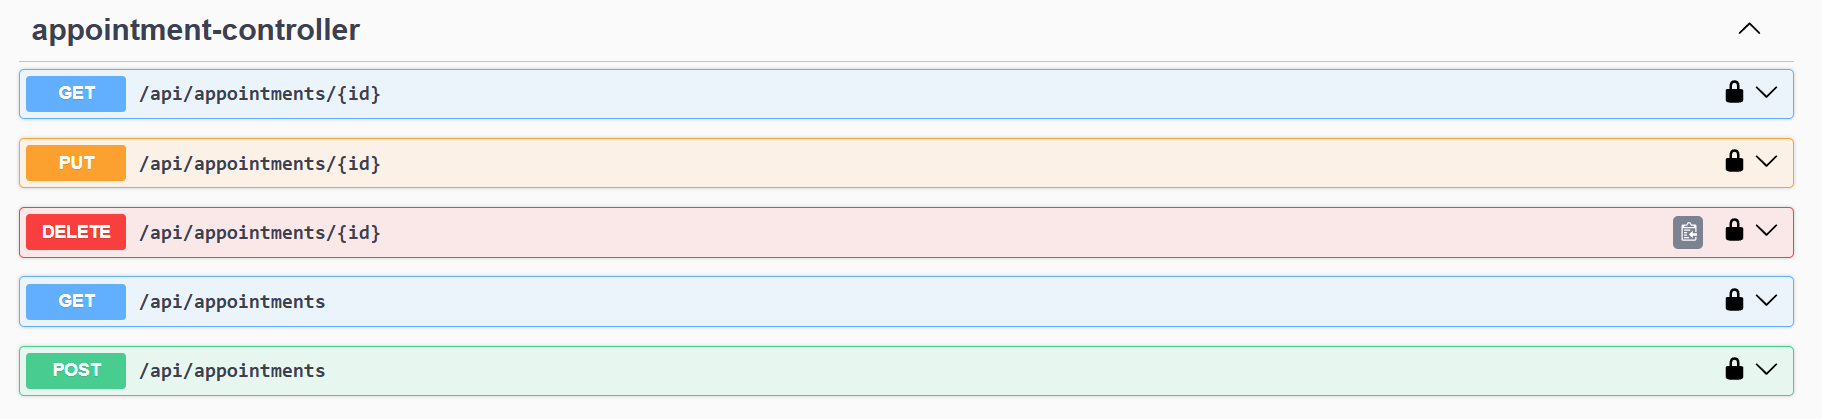 appointment-controller
GET /api/appointments/{id}
PUT /api/appointments/{id}
DELETE /api/appointments/{id}
GET /api/appointments
POST /api/appointments